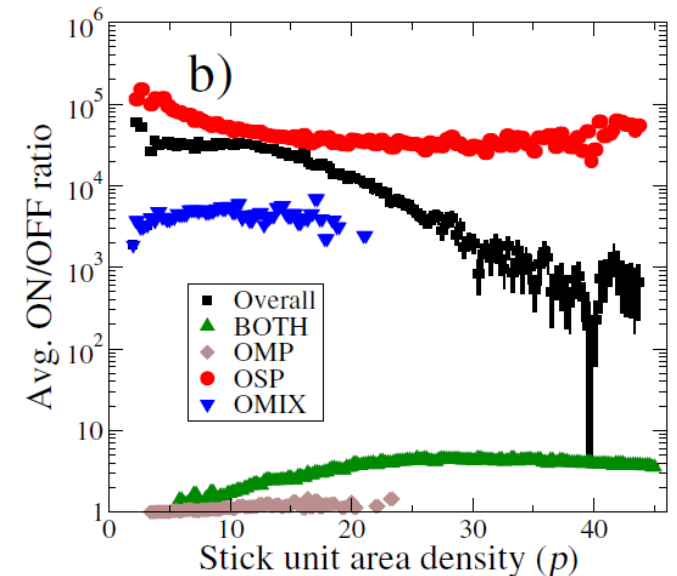 b)
Avg. ON/OFF ratio
10^6
10^5
10^4
10^3
10^2
10
1
Overall
BOTH
OMP
OSP
OMIX
0 10 20 30 40
Stick unit area density (p)